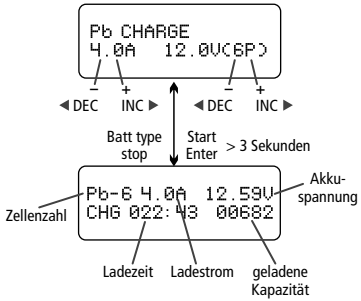 Pb CHARGE
4.0A 12.0V(6P)
– + – +
◄ DEC INC ► ◄ DEC INC ►
Batt type stop
Start Enter > 3 Sekunden
Pb-6 4.0A 12.59V
CHG 022:43 00682
Zellenzahl
Akku-
spannung
Ladezeit Ladestrom geladene
Kapazität